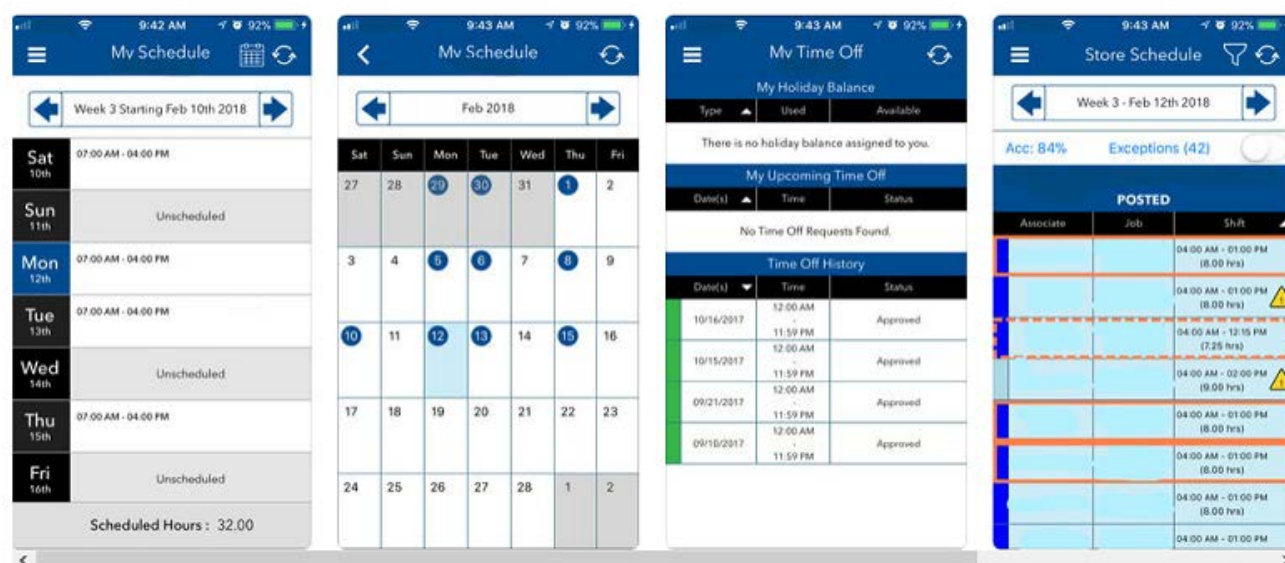 9:42 AM
92%
My Schedule
Week 3 Starting Feb 10th 2018
Sat
10th
07:00 AM - 04:00 PM
Sun
11th
Unscheduled
Mon
12th
07:00 AM - 04:00 PM
Tue
13th
07:00 AM - 04:00 PM
Wed
14th
Unscheduled
Thu
15th
07:00 AM - 04:00 PM
Fri
16th
Unscheduled
Scheduled Hours : 32.00
9:43 AM
92%
My Schedule
Feb 2018
Sat Sun Mon Tue Wed Thu Fri
27 28 29 30 31 1 2
3 4 5 6 7 8 9
10 11 12 13 14 15 16
17 18 19 20 21 22 23
24 25 26 27 28 1 2
9:43 AM
92%
My Time Off
My Holiday Balance
Type Used Available
There is no holiday balance assigned to you.
My Upcoming Time Off
Date(s) Time Status
No Time Off Requests Found.
Time Off History
Date(s) Time Status
12:00 AM
10/16/2017 - Approved
11:59 PM
12:00 AM
10/15/2017 - Approved
11:59 PM
12:00 AM
09/21/2017 - Approved
11:59 PM
12:00 AM
09/10/2017 - Approved
11:59 PM
9:43 AM
92%
Store Schedule
Week 3 - Feb 12th 2018
Acc: 84% Exceptions (42)
POSTED
Associate Job Shift
04:00 AM - 01:00 PM
(8.00 hrs)
04:00 AM - 01:00 PM
(8.00 hrs)
04:00 AM - 12:15 PM
(7.25 hrs)
04:00 AM - 02:00 PM
(9.00 hrs)
04:00 AM - 01:00 PM
(8.00 hrs)
04:00 AM - 01:00 PM
(8.00 hrs)
04:00 AM - 01:00 PM
(8.00 hrs)
04:00 AM - 01:00 PM